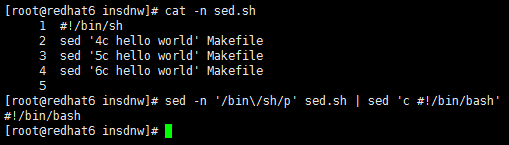 [root@redhat6 insdnw]# cat -n sed.sh
     1  #!/bin/sh
     2  sed '4c hello world' Makefile
     3  sed '5c hello world' Makefile
     4  sed '6c hello world' Makefile
     5
[root@redhat6 insdnw]# sed -n '/bin\/sh/p' sed.sh | sed 'c #!/bin/bash'
#!/bin/bash
[root@redhat6 insdnw]#